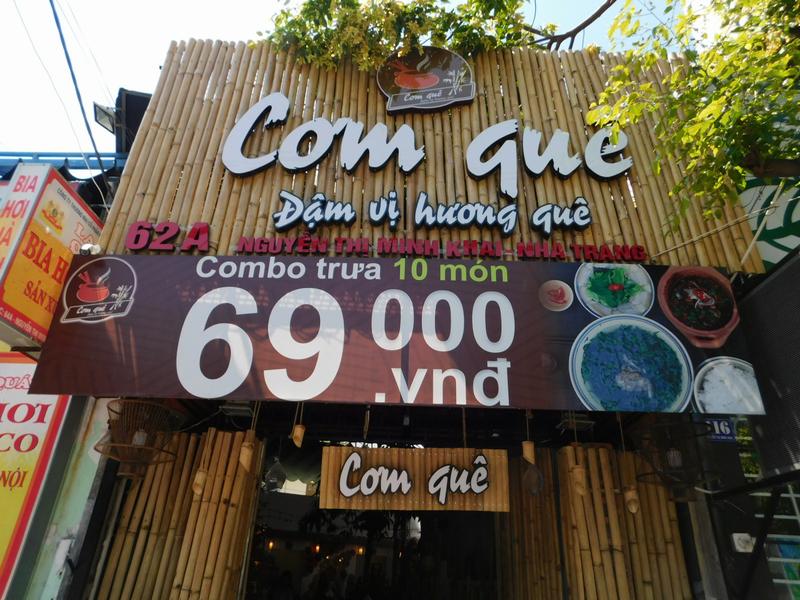 Cơm quê
Cơm quê
Đậm vị hương quê
62A NGUYỄN THỊ MINH KHAI - NHA TRANG
Combo trưa 10 món
69 000
.vnđ
Cơm quê
Cơm quê
BIA
HƠI
BIA H
SẢN X
HƠI
CO
NỘI
516